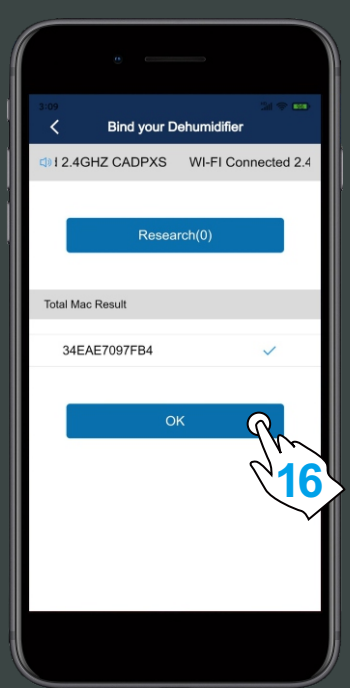 3:09
Bind your Dehumidifier
2.4GHZ CADPXS WI-FI Connected 2.4
Research(0)
Total Mac Result
34EAE7097FB4
OK
16